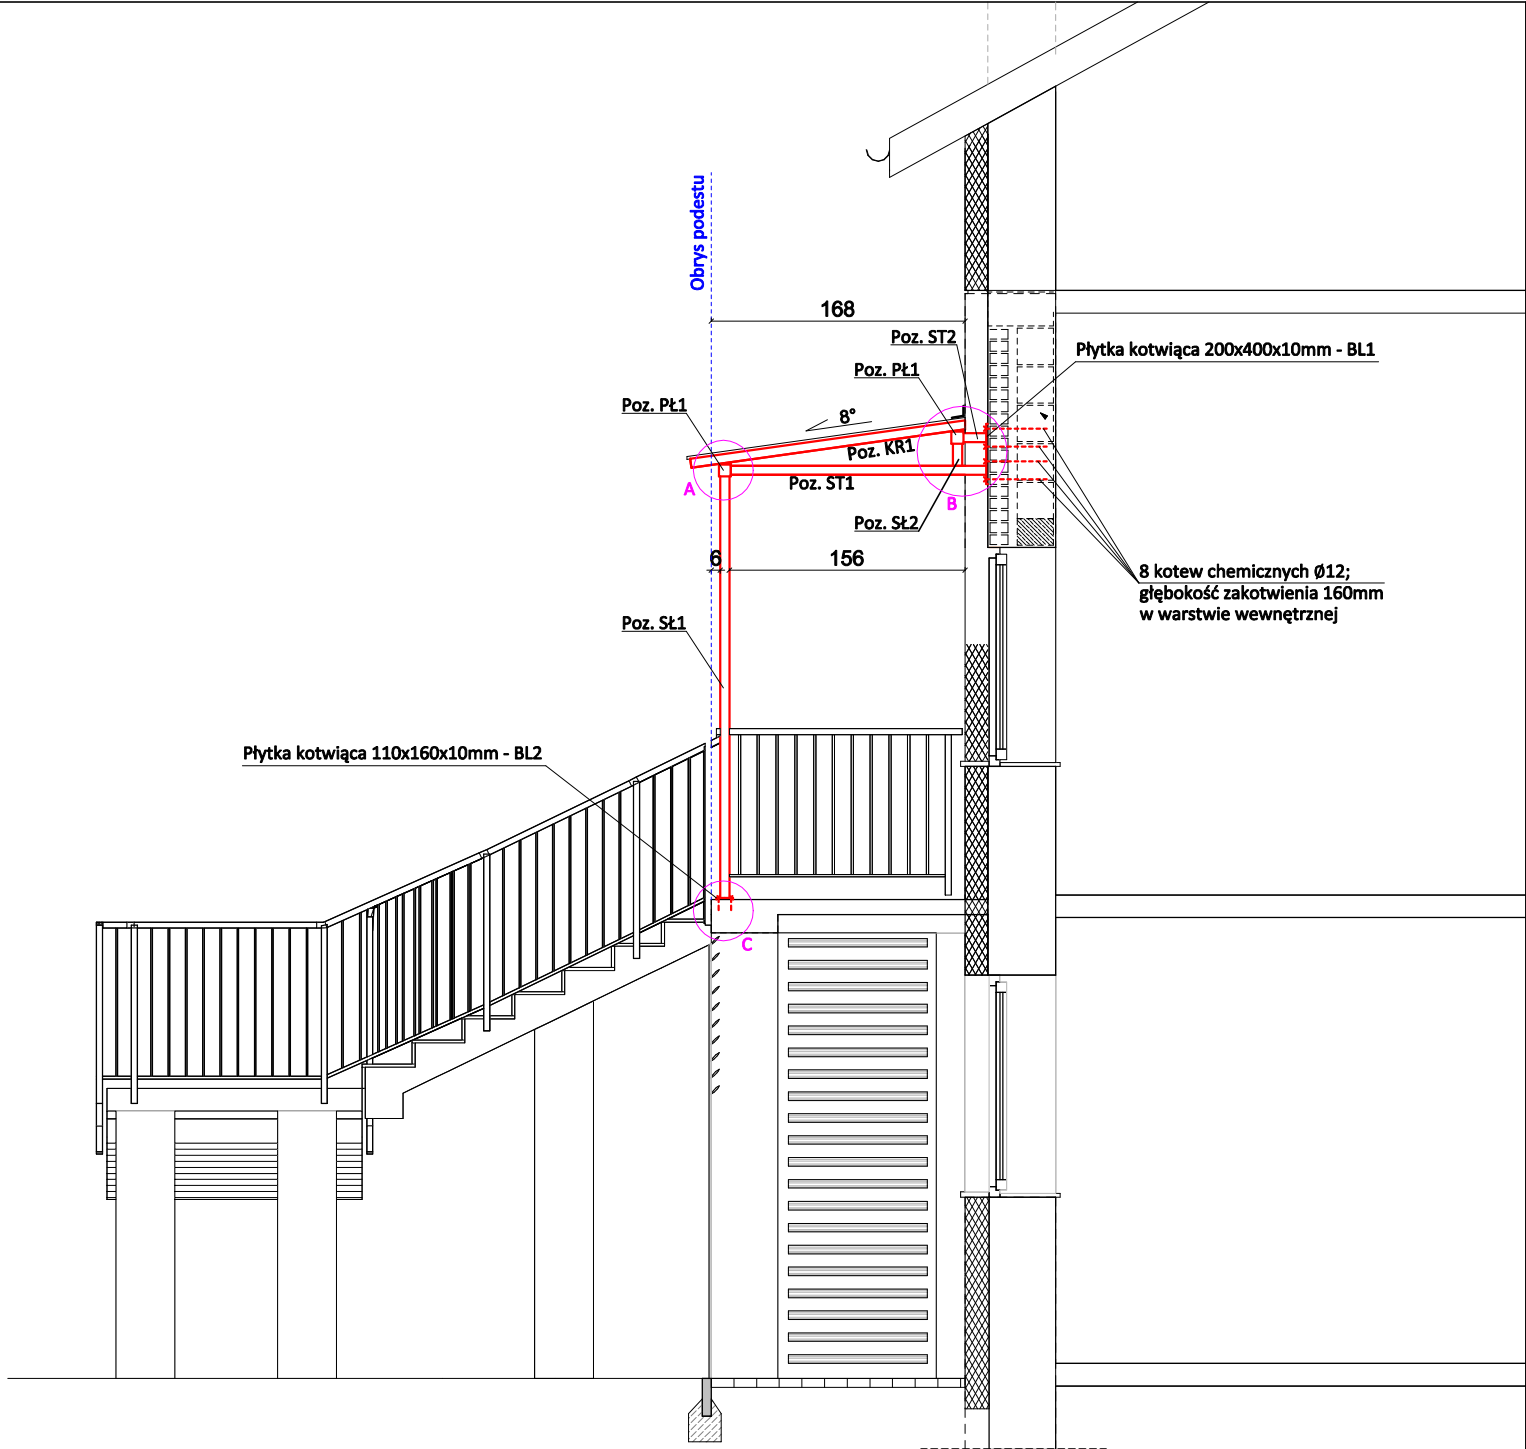 Obrys podestu
168
Poz. ST2
Płytka kotwiąca 200x400x10mm - BL1
Poz. PŁ1
Poz. PŁ1
8°
Poz. KR1
A
Poz. ST1
B
Poz. SŁ2
6
156
8 kotew chemicznych Ø12;
głębokość zakotwienia 160mm
w warstwie wewnętrznej
Poz. SŁ1
Płytka kotwiąca 110x160x10mm - BL2
C